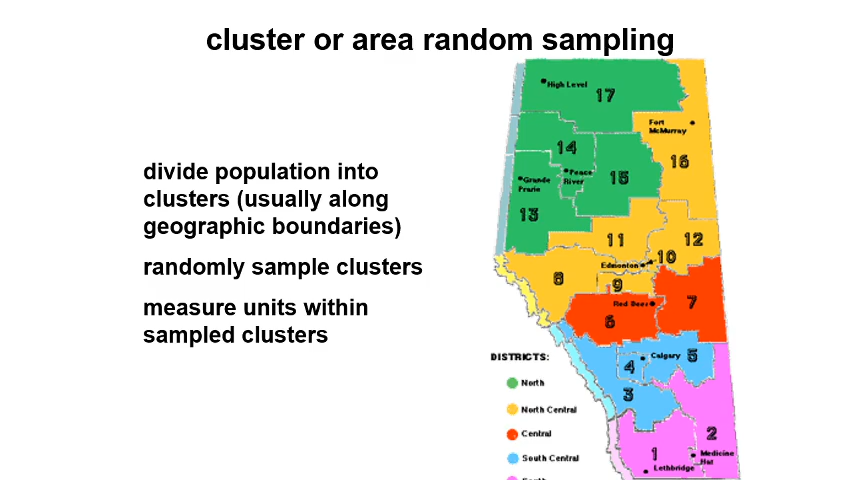 cluster or area random sampling
divide population into
clusters (usually along
geographic boundaries)
randomly sample clusters
measure units within
sampled clusters
High Level
17
Fort
McMurray
14
16
Peace
River
15
Grande
Prarie
13
11
12
10
Edmonton
8
9
Red Deer
7
6
DISTRICTS:
Calgary
5
4
North
3
North Central
Central
2
1
Medicine
Hat
South Central
Lethbridge